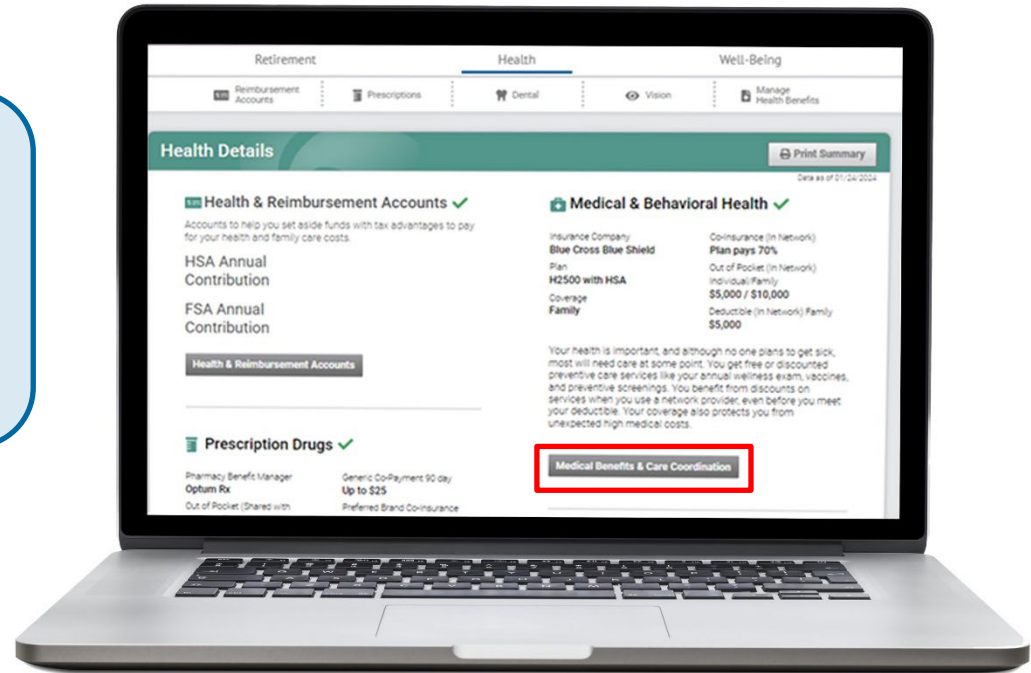 Retirement
Health
Well-Being
Reimbursement
Accounts
Prescriptions
Dental
Vision
Manage
Health Benefits
Health Details
Print Summary
Data as of 01/24/2024
Health & Reimbursement Accounts
Accounts to help you set aside funds with tax advantages to pay
for your health and family care costs.
HSA Annual
Contribution
FSA Annual
Contribution
Health & Reimbursement Accounts
Prescription Drugs
Pharmacy Benefit Manager
Optum Rx
Out of Pocket (Shared with
Generic Co-Payment 90 day
Up to $25
Preferred Brand Co-insurance
Medical & Behavioral Health
Insurance Company
Blue Cross Blue Shield
Plan
H2500 with HSA
Coverage
Family
Co-insurance (In Network)
Plan pays 70%
Out of Pocket (In Network)
Individual/Family
$5,000 / $10,000
Deductible (In Network) Family
$5,000
Your health is important, and although no one plans to get sick,
most will need care at some point. You get free or discounted
preventive care services like your annual wellness exam, vaccines,
and preventive screenings. You benefit from discounts on
services when you use a network provider, even before you meet
your deductible. Your coverage also protects you from
unexpected high medical costs.
Medical Benefits & Care Coordination